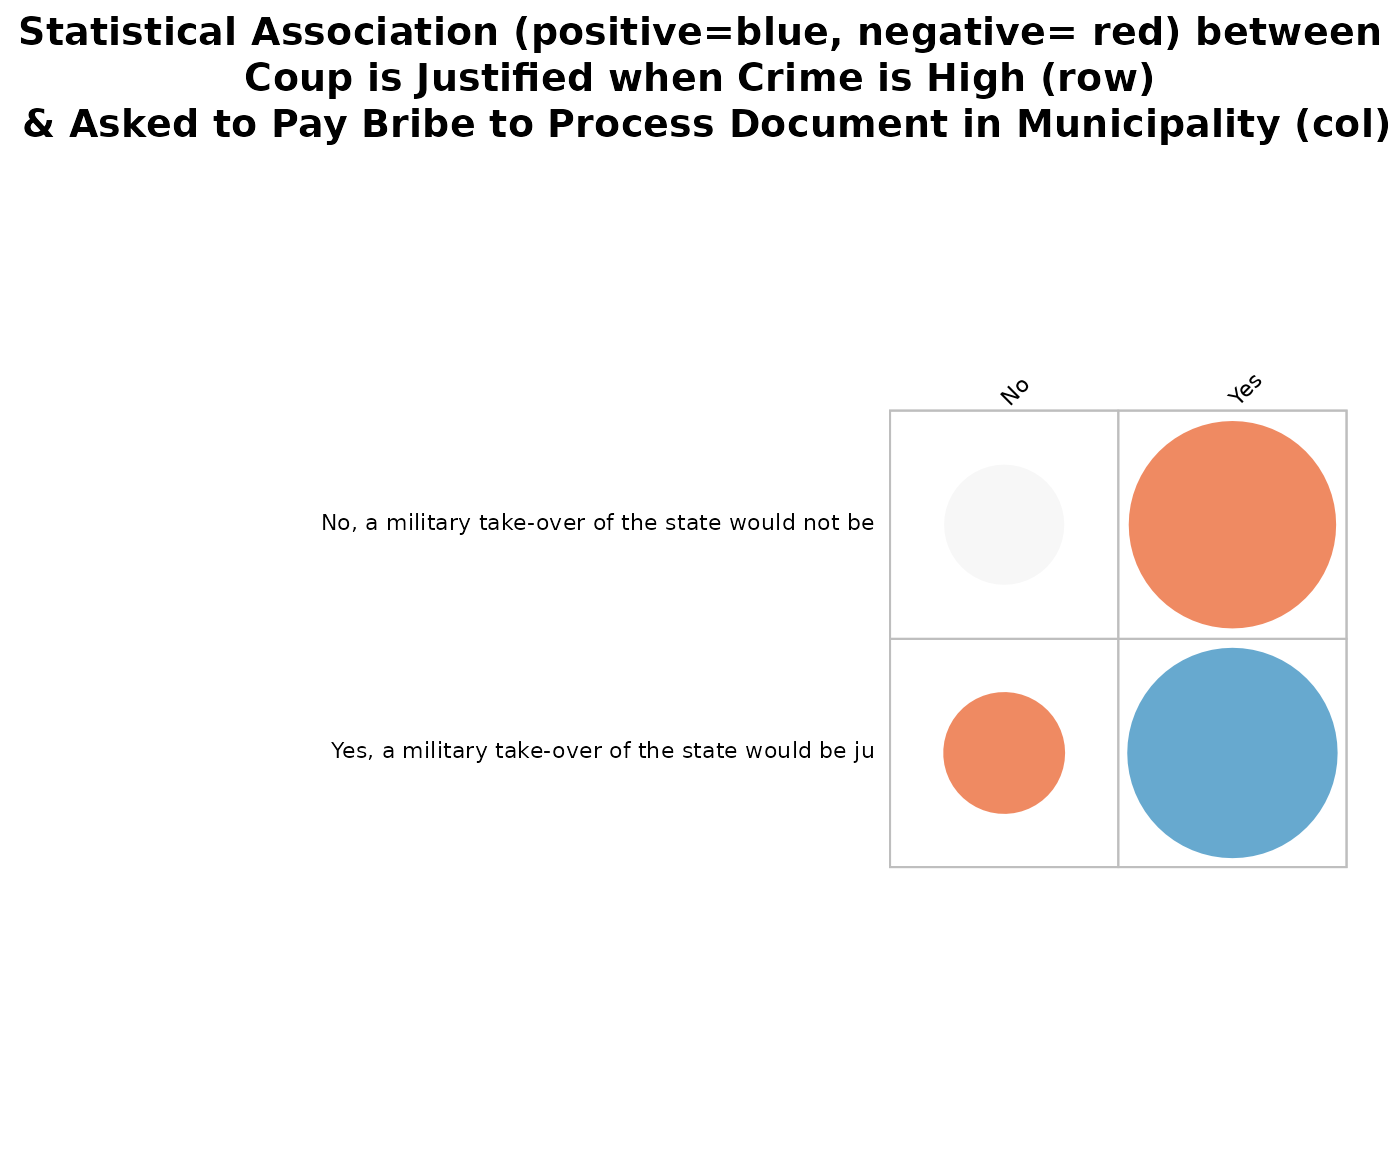 Statistical Association (positive=blue, negative= red) between
Coup is Justified when Crime is High (row)
& Asked to Pay Bribe to Process Document in Municipality (col)
No
Yes
No, a military take-over of the state would not be
Yes, a military take-over of the state would be ju